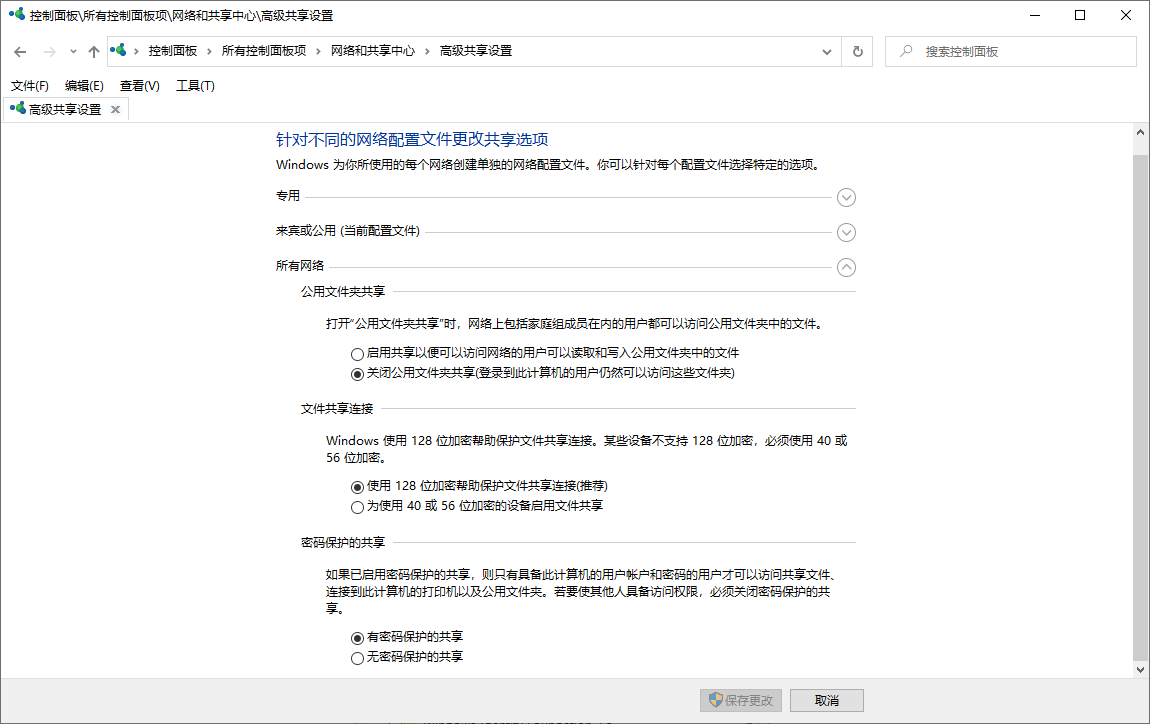 控制面板\所有控制面板项\网络和共享中心\高级共享设置
控制面板 › 所有控制面板项 › 网络和共享中心 › 高级共享设置
搜索控制面板
文件(F) 编辑(E) 查看(V) 工具(T)
高级共享设置
针对不同的网络配置文件更改共享选项
Windows 为你所使用的每个网络创建单独的网络配置文件。你可以针对每个配置文件选择特定的选项。
专用
来宾或公用 (当前配置文件)
所有网络
公用文件夹共享
打开“公用文件夹共享”时，网络上包括家庭组成员在内的用户都可以访问公用文件夹中的文件。
启用共享以便可以访问网络的用户可以读取和写入公用文件夹中的文件
关闭公用文件夹共享(登录到此计算机的用户仍然可以访问这些文件夹)
文件共享连接
Windows 使用 128 位加密帮助保护文件共享连接。某些设备不支持 128 位加密，必须使用 40 或
56 位加密。
使用 128 位加密帮助保护文件共享连接(推荐)
为使用 40 或 56 位加密的设备启用文件共享
密码保护的共享
如果已启用密码保护的共享，则只有具备此计算机的用户帐户和密码的用户才可以访问共享文件、
连接到此计算机的打印机以及公用文件夹。若要使其他人具备访问权限，必须关闭密码保护的共
享。
有密码保护的共享
无密码保护的共享
保存更改 取消